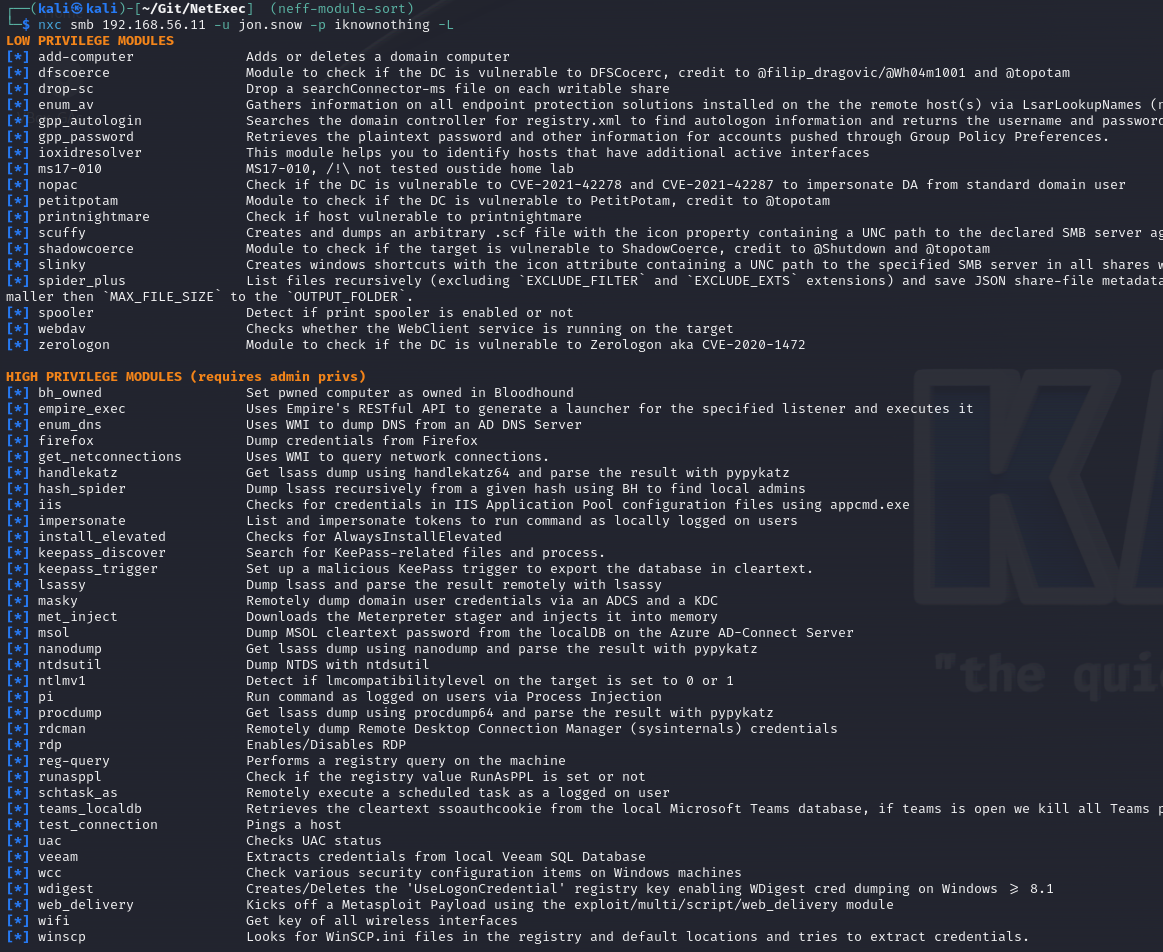 ┌──(kali㉿kali)-[~/Git/NetExec] (neff-module-sort)
└─$ nxc smb 192.168.56.11 -u jon.snow -p iknownothing -L
LOW PRIVILEGE MODULES
[*] add-computer Adds or deletes a domain computer
[*] dfscoerce Module to check if the DC is vulnerable to DFSCocerc, credit to @filip_dragovic/@Wh04m1001 and @topotam
[*] drop-sc Drop a searchConnector-ms file on each writable share
[*] enum_av Gathers information on all endpoint protection solutions installed on the the remote host(s) via LsarLookupNames (n
[*] gpp_autologin Searches the domain controller for registry.xml to find autologon information and returns the username and password
[*] gpp_password Retrieves the plaintext password and other information for accounts pushed through Group Policy Preferences.
[*] ioxidresolver This module helps you to identify hosts that have additional active interfaces
[*] ms17-010 MS17-010, /!\ not tested oustide home lab
[*] nopac Check if the DC is vulnerable to CVE-2021-42278 and CVE-2021-42287 to impersonate DA from standard domain user
[*] petitpotam Module to check if the DC is vulnerable to PetitPotam, credit to @topotam
[*] printnightmare Check if host vulnerable to printnightmare
[*] scuffy Creates and dumps an arbitrary .scf file with the icon property containing a UNC path to the declared SMB server ag
[*] shadowcoerce Module to check if the target is vulnerable to ShadowCoerce, credit to @Shutdown and @topotam
[*] slinky Creates windows shortcuts with the icon attribute containing a UNC path to the specified SMB server in all shares w
[*] spider_plus List files recursively (excluding `EXCLUDE_FILTER` and `EXCLUDE_EXTS` extensions) and save JSON share-file metadata
maller then `MAX_FILE_SIZE` to the `OUTPUT_FOLDER`.
[*] spooler Detect if print spooler is enabled or not
[*] webdav Checks whether the WebClient service is running on the target
[*] zerologon Module to check if the DC is vulnerable to Zerologon aka CVE-2020-1472
HIGH PRIVILEGE MODULES (requires admin privs)
[*] bh_owned Set pwned computer as owned in Bloodhound
[*] empire_exec Uses Empire's RESTful API to generate a launcher for the specified listener and executes it
[*] enum_dns Uses WMI to dump DNS from an AD DNS Server
[*] firefox Dump credentials from Firefox
[*] get_netconnections Uses WMI to query network connections.
[*] handlekatz Get lsass dump using handlekatz64 and parse the result with pypykatz
[*] hash_spider Dump lsass recursively from a given hash using BH to find local admins
[*] iis Checks for credentials in IIS Application Pool configuration files using appcmd.exe
[*] impersonate List and impersonate tokens to run command as locally logged on users
[*] install_elevated Checks for AlwaysInstallElevated
[*] keepass_discover Search for KeePass-related files and process.
[*] keepass_trigger Set up a malicious KeePass trigger to export the database in cleartext.
[*] lsassy Dump lsass and parse the result remotely with lsassy
[*] masky Remotely dump domain user credentials via an ADCS and a KDC
[*] met_inject Downloads the Meterpreter stager and injects it into memory
[*] msol Dump MSOL cleartext password from the localDB on the Azure AD-Connect Server
[*] nanodump Get lsass dump using nanodump and parse the result with pypykatz
[*] ntdsutil Dump NTDS with ntdsutil
[*] ntlmv1 Detect if lmcompatibilitylevel on the target is set to 0 or 1
[*] pi Run command as logged on users via Process Injection
[*] procdump Get lsass dump using procdump64 and parse the result with pypykatz
[*] rdcman Remotely dump Remote Desktop Connection Manager (sysinternals) credentials
[*] rdp Enables/Disables RDP
[*] reg-query Performs a registry query on the machine
[*] runasppl Check if the registry value RunAsPPL is set or not
[*] schtask_as Remotely execute a scheduled task as a logged on user
[*] teams_localdb Retrieves the cleartext ssoauthcookie from the local Microsoft Teams database, if teams is open we kill all Teams p
[*] test_connection Pings a host
[*] uac Checks UAC status
[*] veeam Extracts credentials from local Veeam SQL Database
[*] wcc Check various security configuration items on Windows machines
[*] wdigest Creates/Deletes the 'UseLogonCredential' registry key enabling WDigest cred dumping on Windows ≥ 8.1
[*] web_delivery Kicks off a Metasploit Payload using the exploit/multi/script/web_delivery module
[*] wifi Get key of all wireless interfaces
[*] winscp Looks for WinSCP.ini files in the registry and default locations and tries to extract credentials.
"the qui